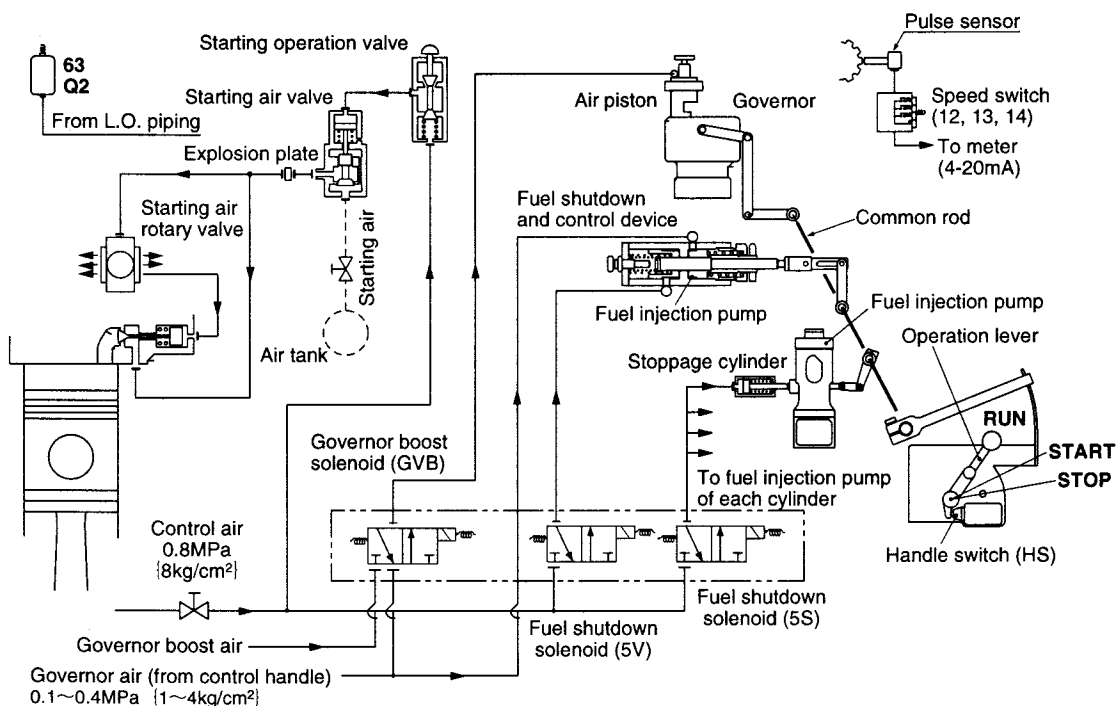 63
Q2
From L.O. piping
Starting operation valve
Starting air valve
Explosion plate
Starting air
rotary valve
Starting air
Air tank
Air piston
Governor
Pulse sensor
Speed switch
(12, 13, 14)
To meter
(4-20mA)
Fuel shutdown
and control device
Common rod
Fuel injection pump
Fuel injection pump
Operation lever
Stoppage cylinder
RUN
START
STOP
Handle switch (HS)
Governor boost
solenoid (GVB)
To fuel injection pump
of each cylinder
Control air
0.8MPa
{8kg/cm²}
Fuel shutdown
solenoid (5S)
Fuel shutdown
solenoid (5V)
Governor boost air
Governor air (from control handle)
0.1～0.4MPa {1～4kg/cm²}